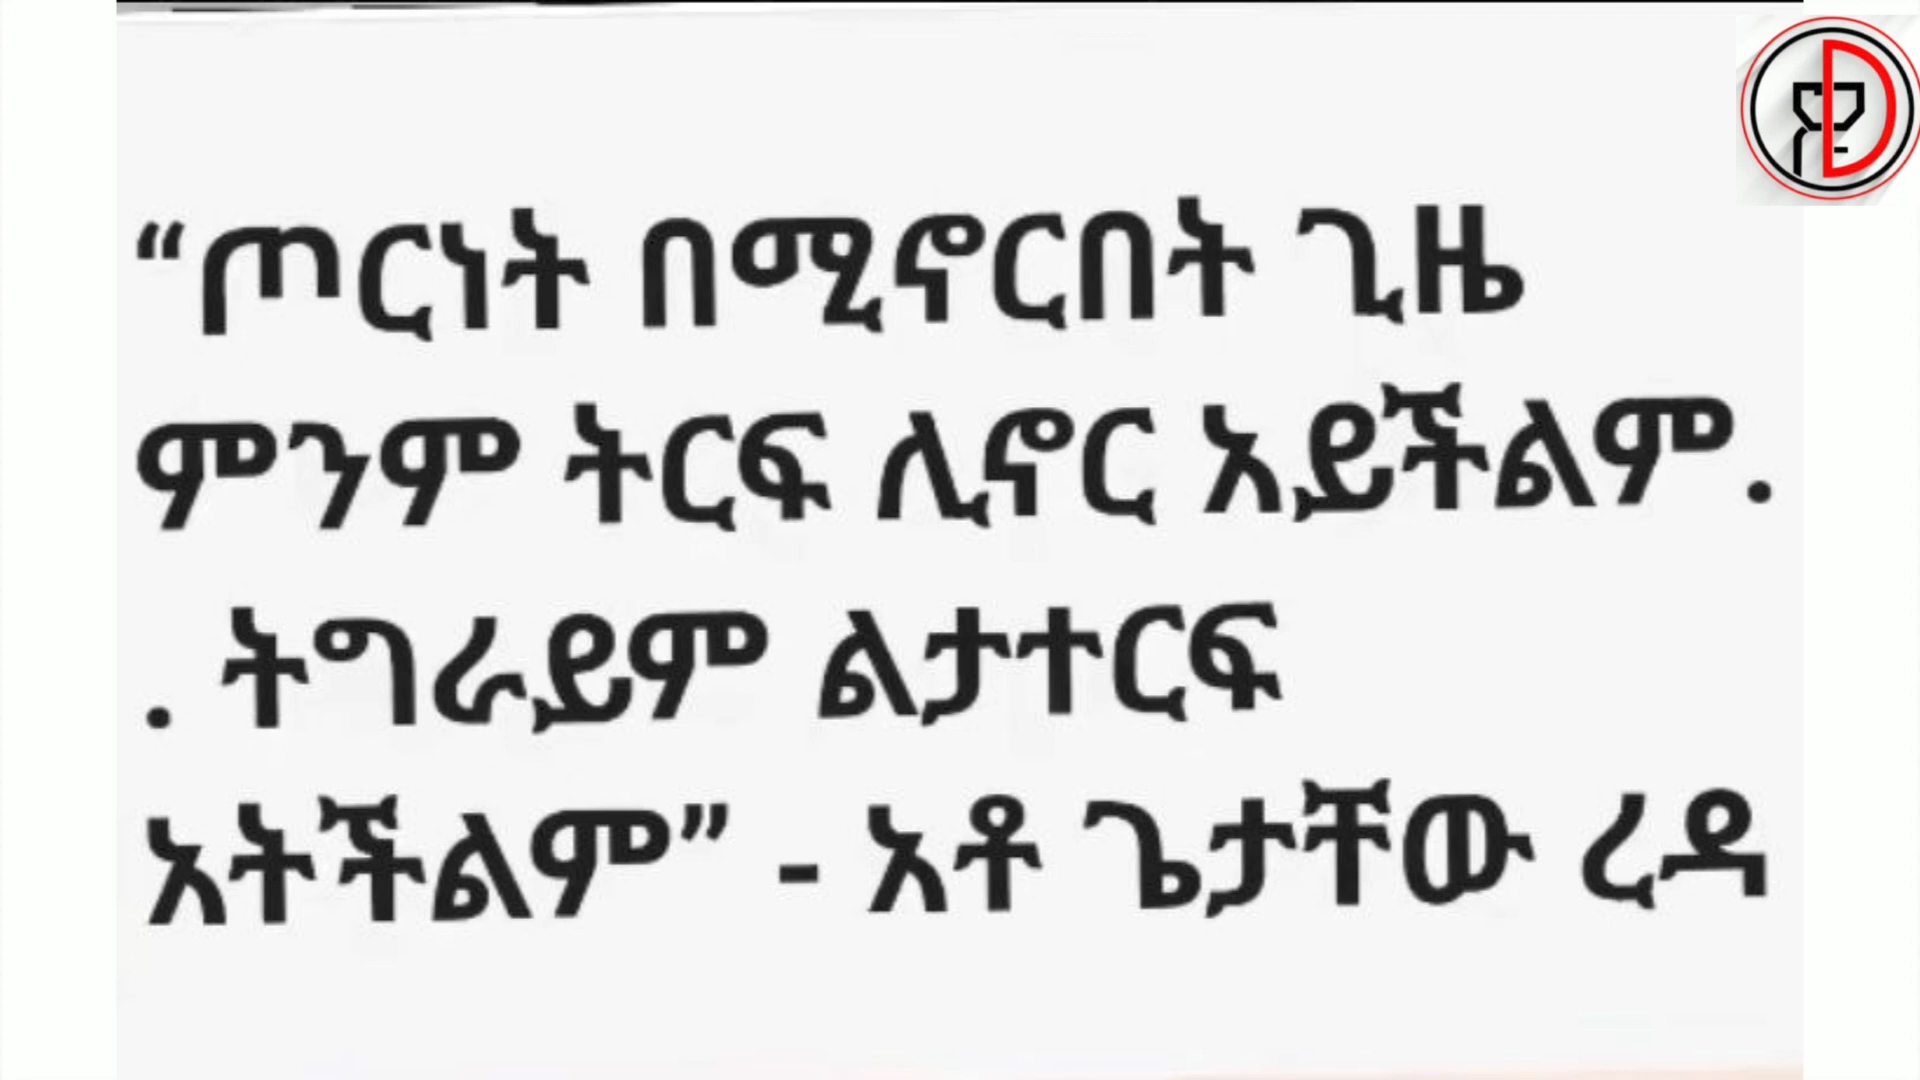 “ጦርነት በሚኖርበት ጊዜ
ምንም ትርፍ ሊኖር አይችልም.
. ትግራይም ልታተርፍ
አትችልም” - አቶ ጌታቸው ረዳ